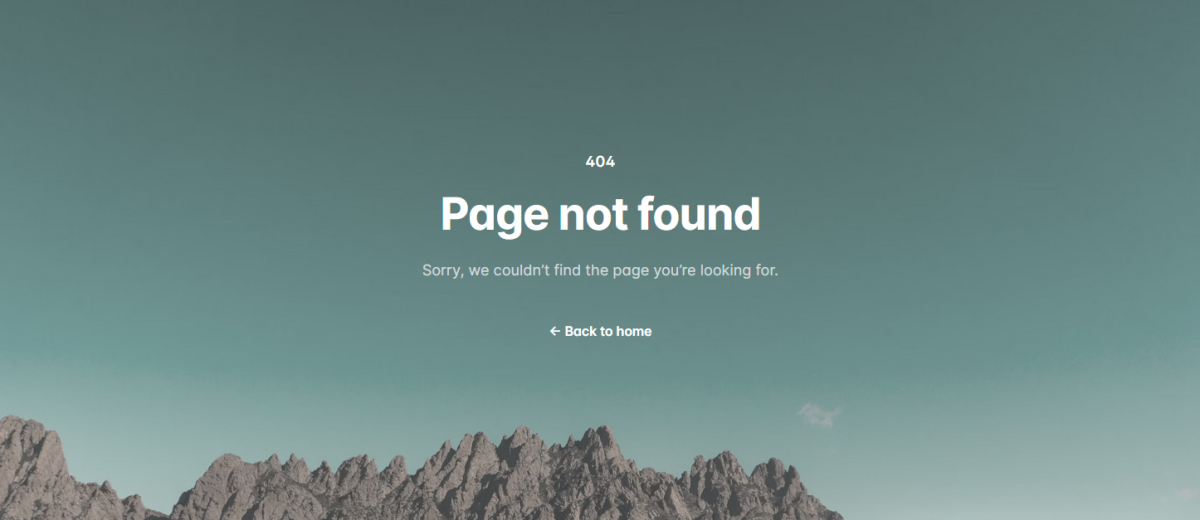 404
Page not found
Sorry, we couldn’t find the page you’re looking for.
← Back to home